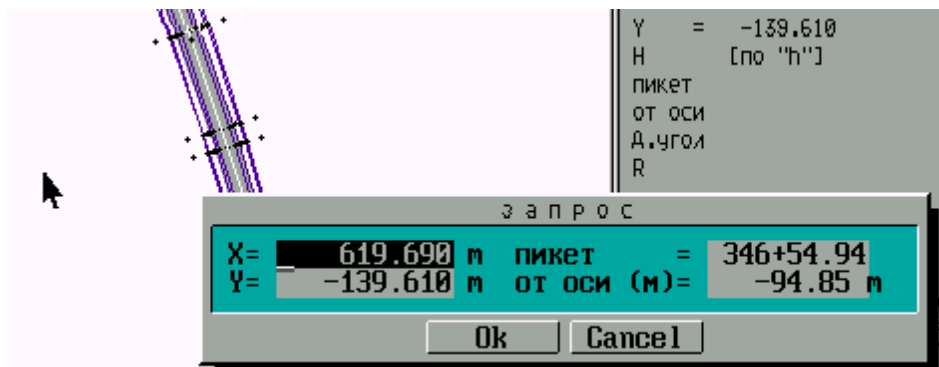 Y = -139.610
H [по "h"]
пикет
от оси
Д.угол
R
запрос
X= 619.690 m пикет = 346+54.94
Y= -139.610 m от оси (м)= -94.85 m
Ok Cancel